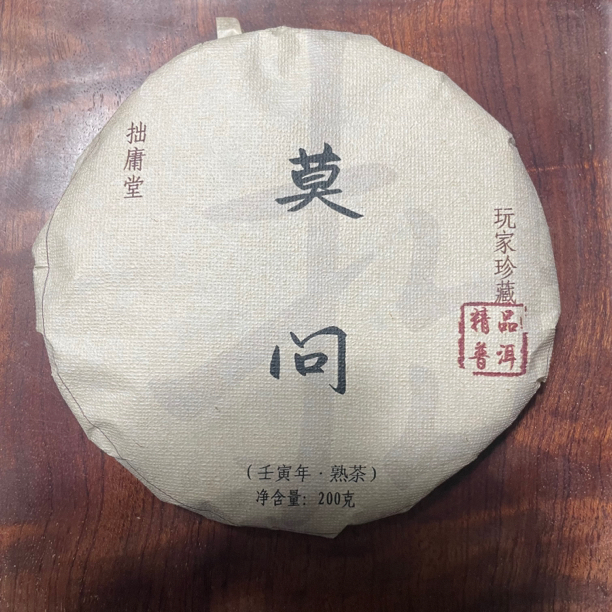 拙庸堂
莫问
玩家珍藏
精品
普洱
（壬寅年·熟茶）
净含量：200克